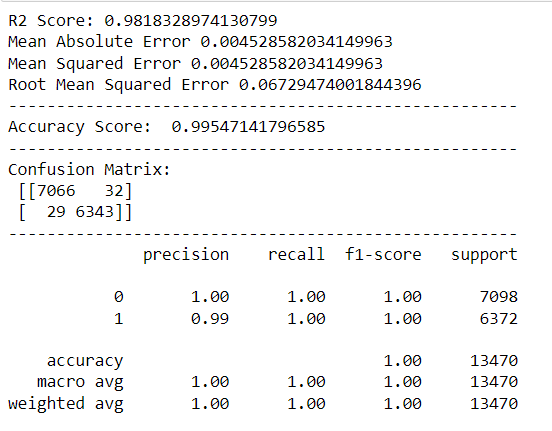 R2 Score: 0.9818328974130799
Mean Absolute Error 0.004528582034149963
Mean Squared Error 0.004528582034149963
Root Mean Squared Error 0.06729474001844396
--------------------------------------------------
Accuracy Score:  0.99547141796585
--------------------------------------------------
Confusion Matrix:
 [[7066   32]
 [  29 6343]]
--------------------------------------------------
              precision    recall  f1-score   support

           0       1.00      1.00      1.00      7098
           1       0.99      1.00      1.00      6372

    accuracy                           1.00     13470
   macro avg       1.00      1.00      1.00     13470
weighted avg       1.00      1.00      1.00     13470